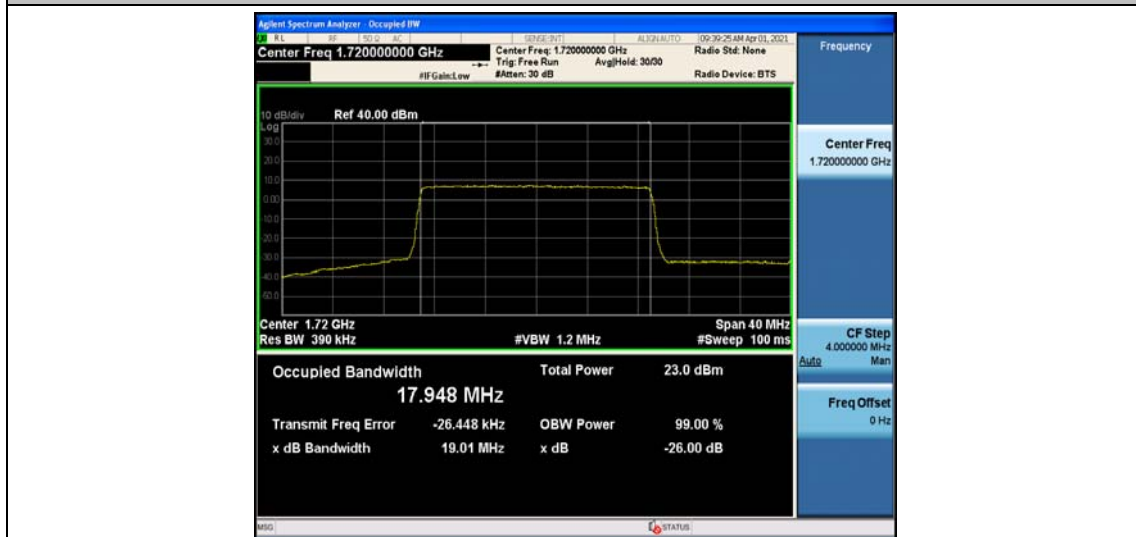 Agilent Spectrum Analyzer - Occupied BW
RL RF 50 Ω AC SENSE:INT ALIGN AUTO 09:39:25 AM Apr 01, 2021
Center Freq 1.720000000 GHz
Center Freq: 1.720000000 GHz
Radio Std: None
Trig: Free Run Avg|Hold: 30/30
#IFGain:Low #Atten: 30 dB Radio Device: BTS
Frequency
10 dB/div Ref 40.00 dBm
Log
30.0
20.0
10.0
0.00
10.0
20.0
30.0
40.0
50.0
Center Freq
1.720000000 GHz
Center 1.72 GHz Span 40 MHz
Res BW 390 kHz #VBW 1.2 MHz #Sweep 100 ms
CF Step
4.000000 MHz
Auto Man
Occupied Bandwidth Total Power 23.0 dBm
17.948 MHz
Freq Offset
0 Hz
Transmit Freq Error -26.448 kHz OBW Power 99.00 %
x dB Bandwidth 19.01 MHz x dB -26.00 dB
MSG STATUS